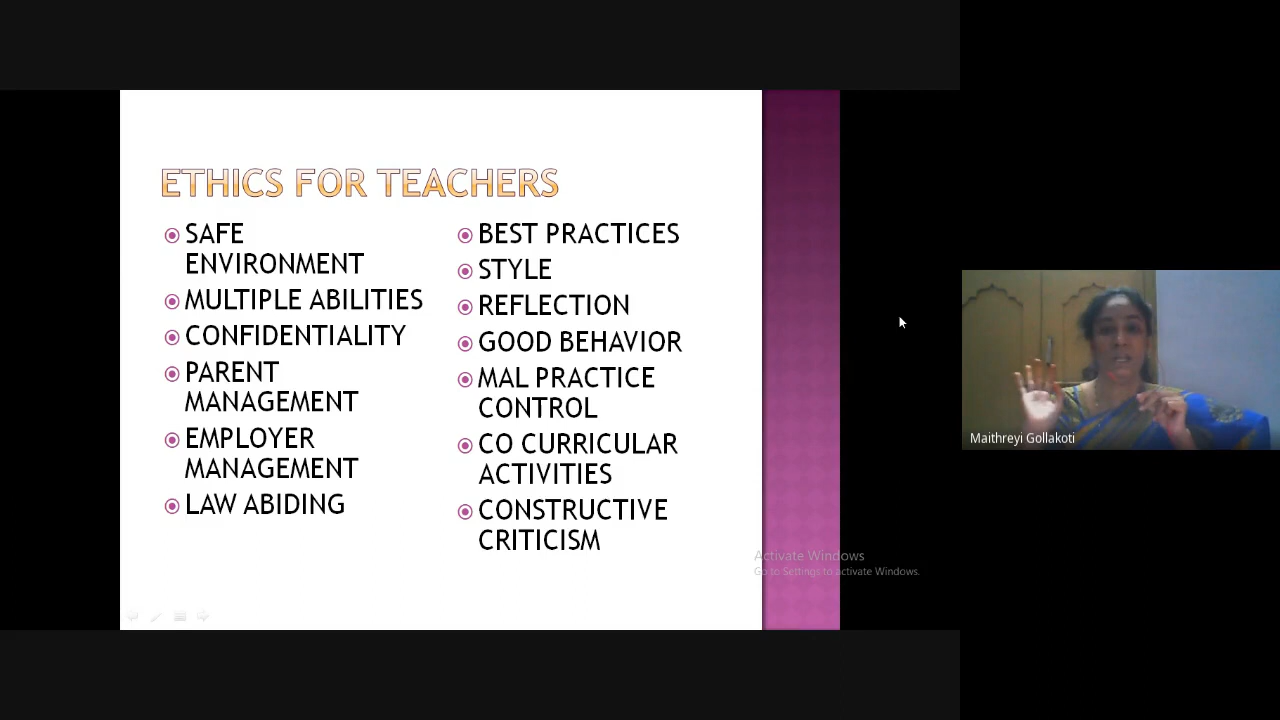 ETHICS FOR TEACHERS
SAFE
ENVIRONMENT
MULTIPLE ABILITIES
CONFIDENTIALITY
PARENT
MANAGEMENT
EMPLOYER
MANAGEMENT
LAW ABIDING
BEST PRACTICES
STYLE
REFLECTION
GOOD BEHAVIOR
MAL PRACTICE
CONTROL
CO CURRICULAR
ACTIVITIES
CONSTRUCTIVE
CRITICISM
Activate Windows
Go to Settings to activate Windows.
Maithreyi Gollakoti